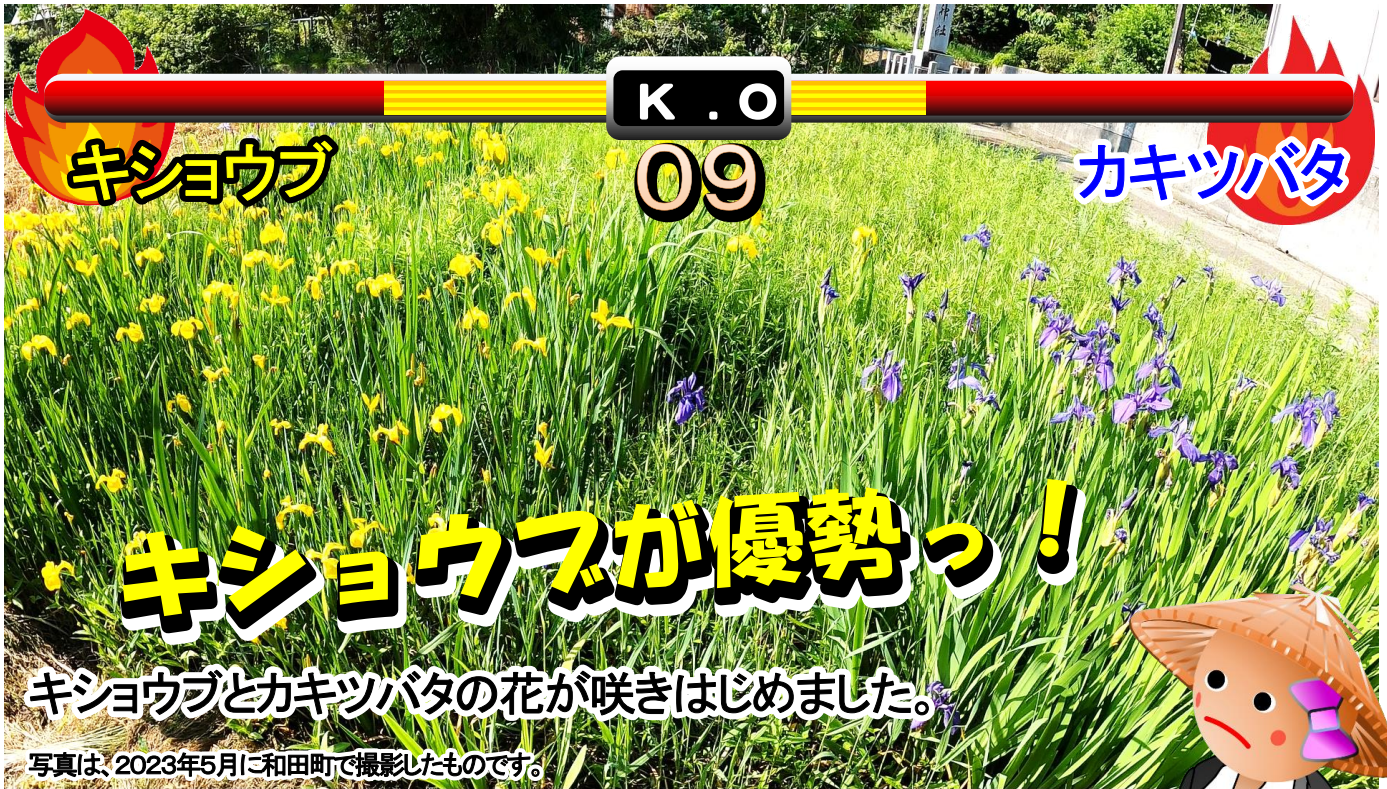 神社
K.O
キショウブ
09
カキツバタ
キショウブが優勢っ！
キショウブとカキツバタの花が咲きはじめました。
写真は、2023年5月に和田町で撮影したものです。